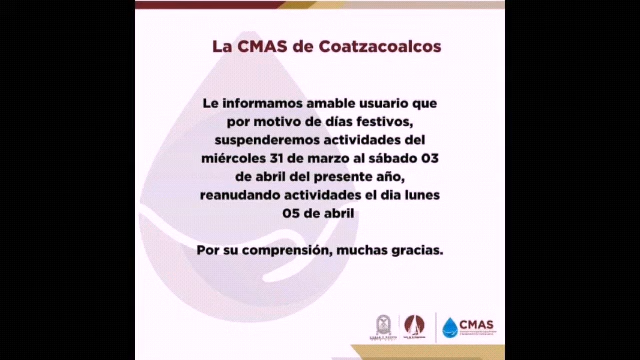 La CMAS de Coatzacoalcos
Le informamos amable usuario que
por motivo de días festivos,
suspenderemos actividades del
miércoles 31 de marzo al sábado 03
de abril del presente año,
reanudando actividades el dia lunes
05 de abril
Por su comprensión, muchas gracias.
CMAS